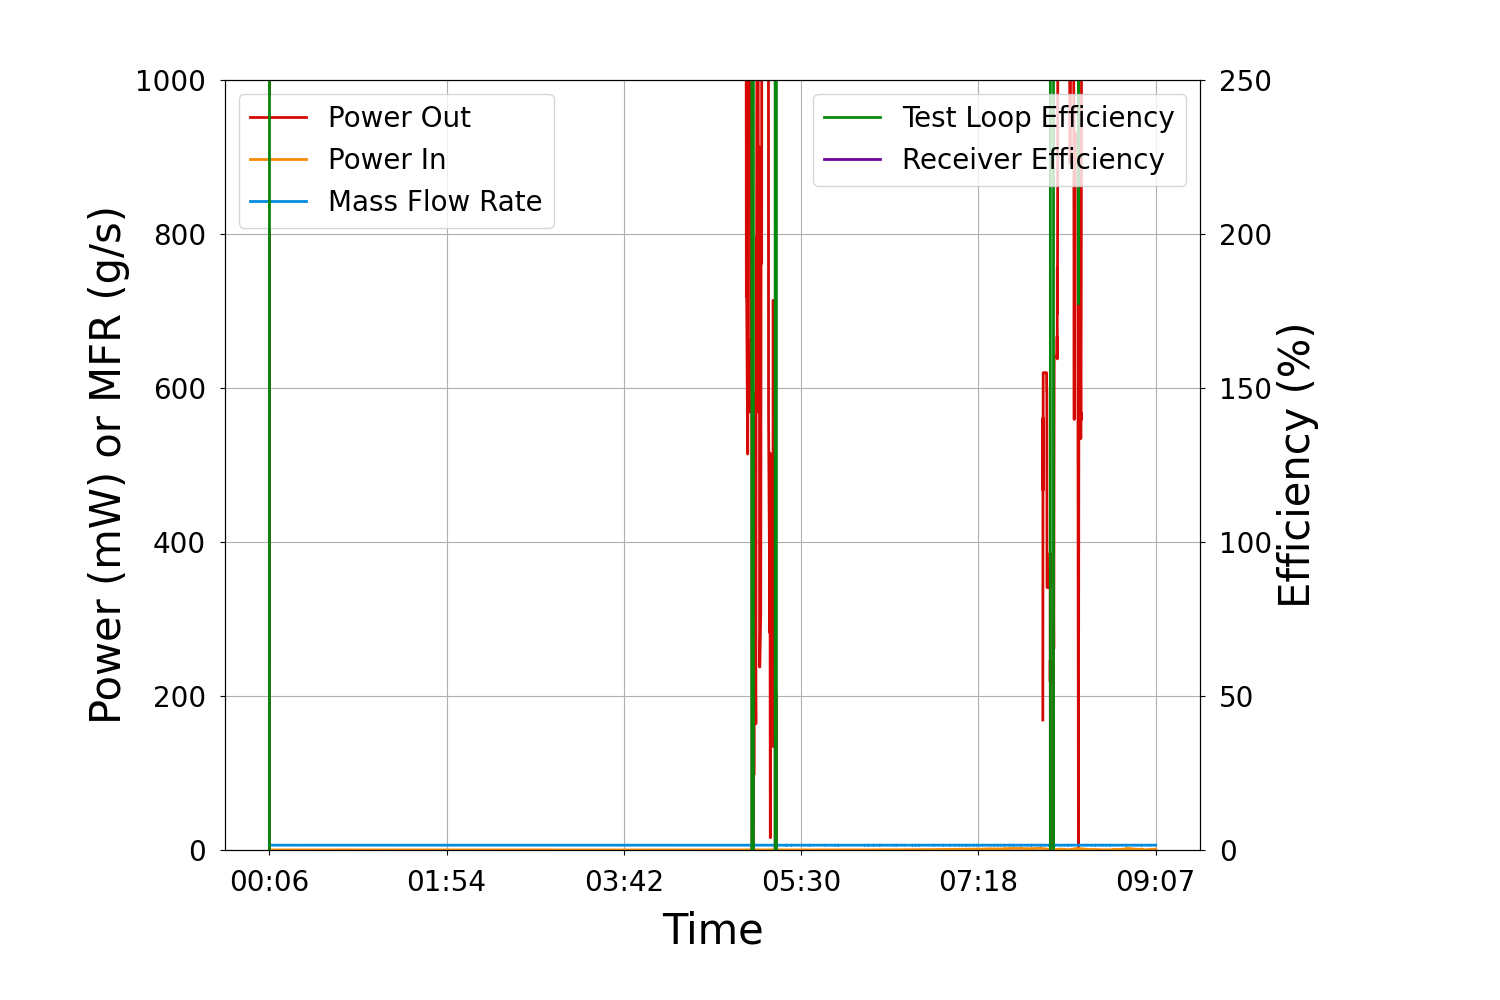 Power Out
Power In
Mass Flow Rate
Test Loop Efficiency
Receiver Efficiency
1000
800
600
400
200
0
Power (mW) or MFR (g/s)
250
200
150
100
50
0
Efficiency (%)
00:06 01:54 03:42 05:30 07:18 09:07
Time